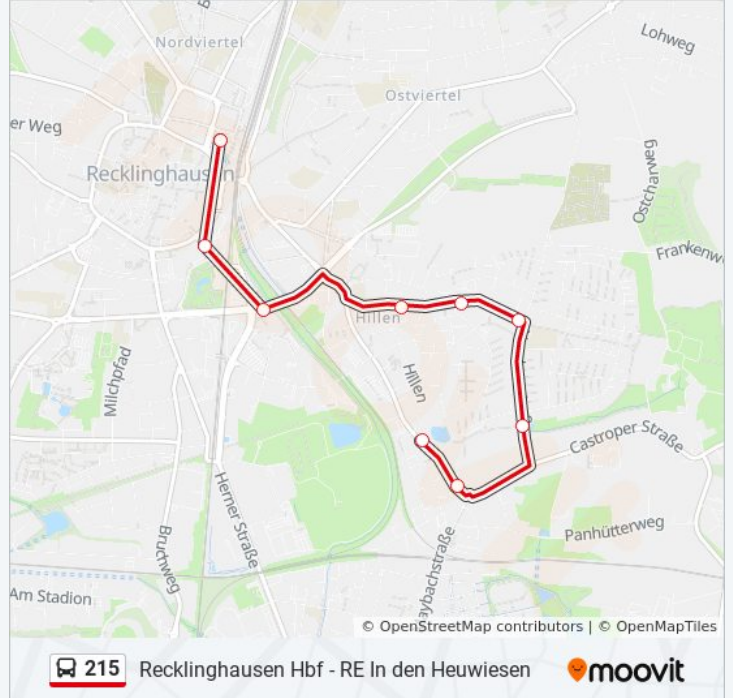 Nordviertel
Lohweg
Ostviertel
er Weg
Recklinghausen
Ostcharweg
Frankenw
Hillen
Milchpfad
Hillen
Castroper Straße
Herner Straße
Panhütterweg
Bruchweg
aybachstraße
Am Stadion
© OpenStreetMap contributors | © OpenMapTiles
215 Recklinghausen Hbf - RE In den Heuwiesen moovit